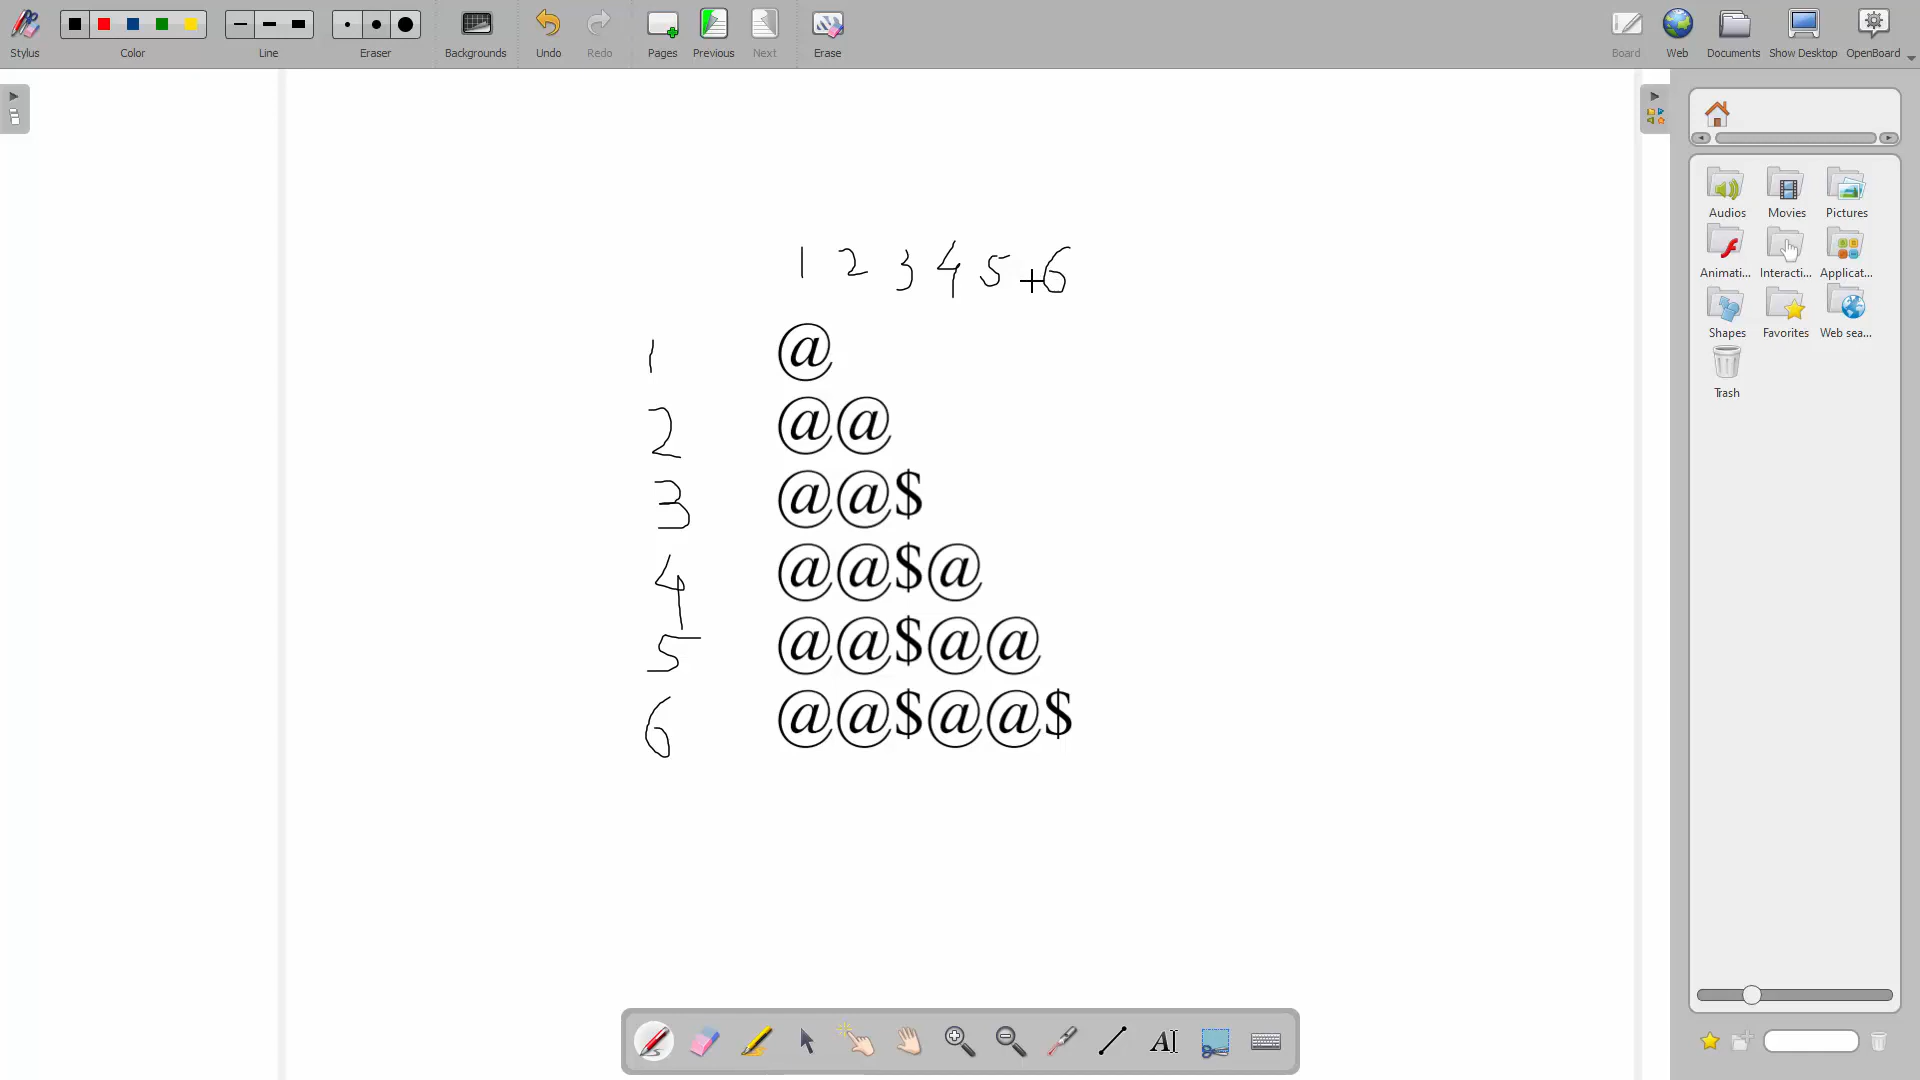 Stylus Color Line Eraser Backgrounds Undo Redo Pages Previous Next Erase Board Web Documents Show Desktop OpenBoard
1 2 3 4 5 6
1 @
2 @@
3 @@$
4 @@$@
5 @@$@@
6 @@$@@$
Audios Movies Pictures
Animati... Interacti... Applicat...
Shapes Favorites Web sea...
Trash